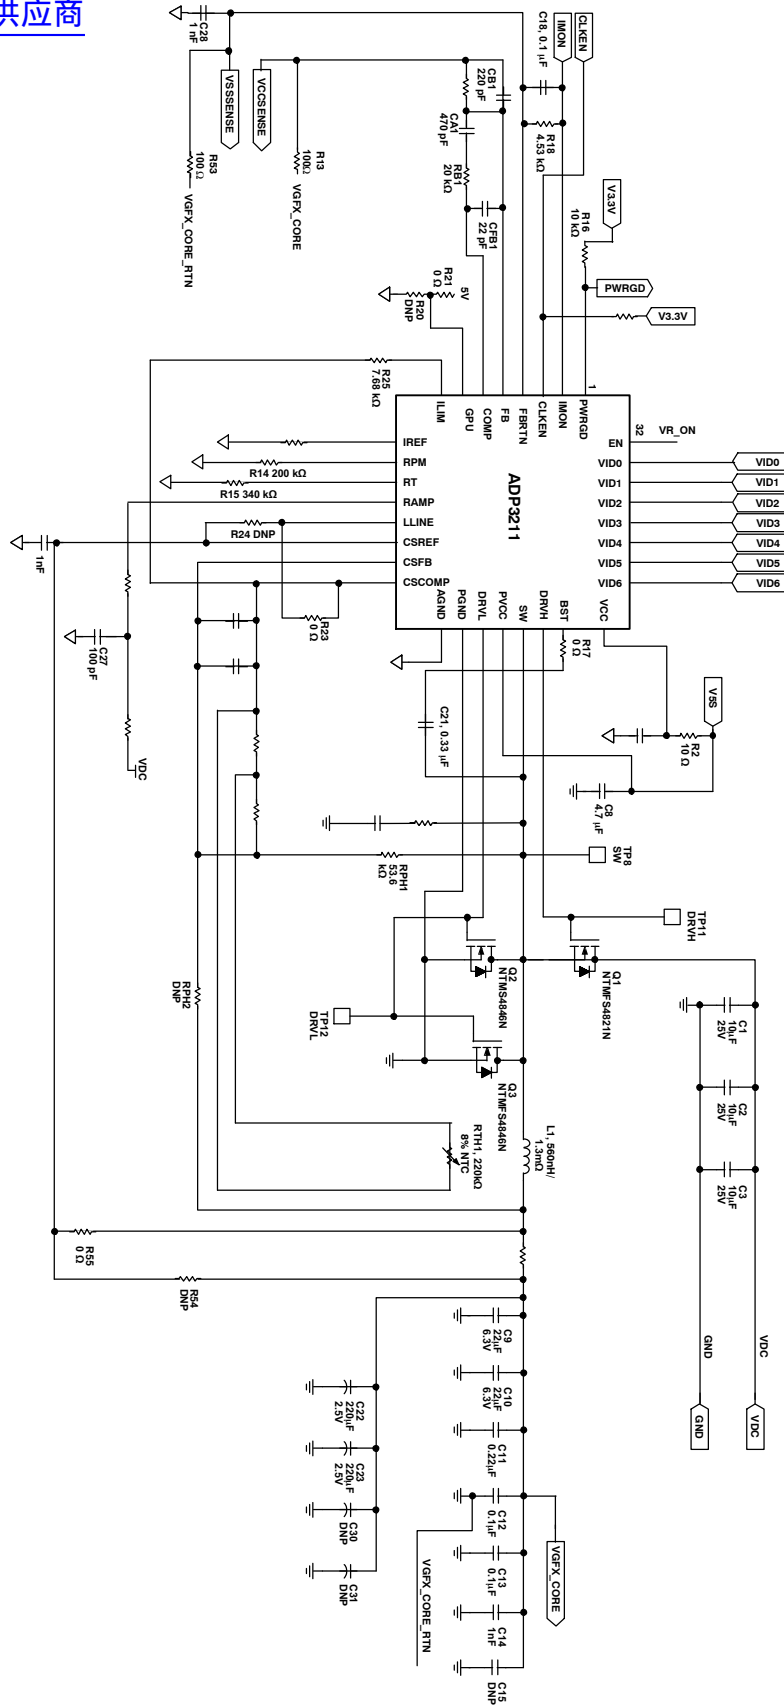 供应商
C28
1 nF
VSSSENSE
R53
100 Ω
VGFX_CORE_RTN
VCCSENSE
R13
100Ω
VGFX_CORE
CB1
220 pF
CA1
470 pF
RB1
20 kΩ
CFB1
22 pF
C18, 0.1 µF
IMON
CLKEN
R18
4.53 kΩ
V3.3V
R16
10 kΩ
PWRGD
V3.3V
5V
R21
0 Ω
R20
DNP
R25
7.68 kΩ
1
32
VR_ON
ILIM
GPU
COMP
FB
FBRTN
CLKEN
IMON
PWRGD
ADP3211
IREF
RPM
RT
RAMP
LLINE
CSREF
CSFB
CSCOMP
EN
VID0
VID1
VID2
VID3
VID4
VID5
VID6
AGND
PGND
DRVL
PVCC
SW
DRVH
BST
VCC
VID0
VID1
VID2
VID3
VID4
VID5
VID6
R14 200 kΩ
R15 340 kΩ
R24 DNP
1nF
R23
0 Ω
C27
100 pF
VDC
R17
0 Ω
C21, 0.33 µF
V5S
R2
10 Ω
C8
4.7 µF
TP8
SW
RPH1
53.6
kΩ
TP11
DRVH
Q1
NTMFS4821N
Q2
NTMS4846N
RPH2
DNP
TP12
DRVL
Q3
NTMFS4846N
C1
10µF
25V
C2
10µF
25V
C3
10µF
25V
L1, 560nH/
1.3mΩ
RTH1, 220kΩ
8% NTC
R55
0 Ω
R54
DNP
VDC
GND
VDC
GND
C9
22µF
6.3V
C10
22µF
6.3V
C11
0.22µF
C12
0.1µF
C13
0.1µF
C14
1nF
C15
DNP
C22
220µF
2.5V
C23
220µF
2.5V
C30
DNP
C31
DNP
VGFX_CORE
VGFX_CORE_RTN